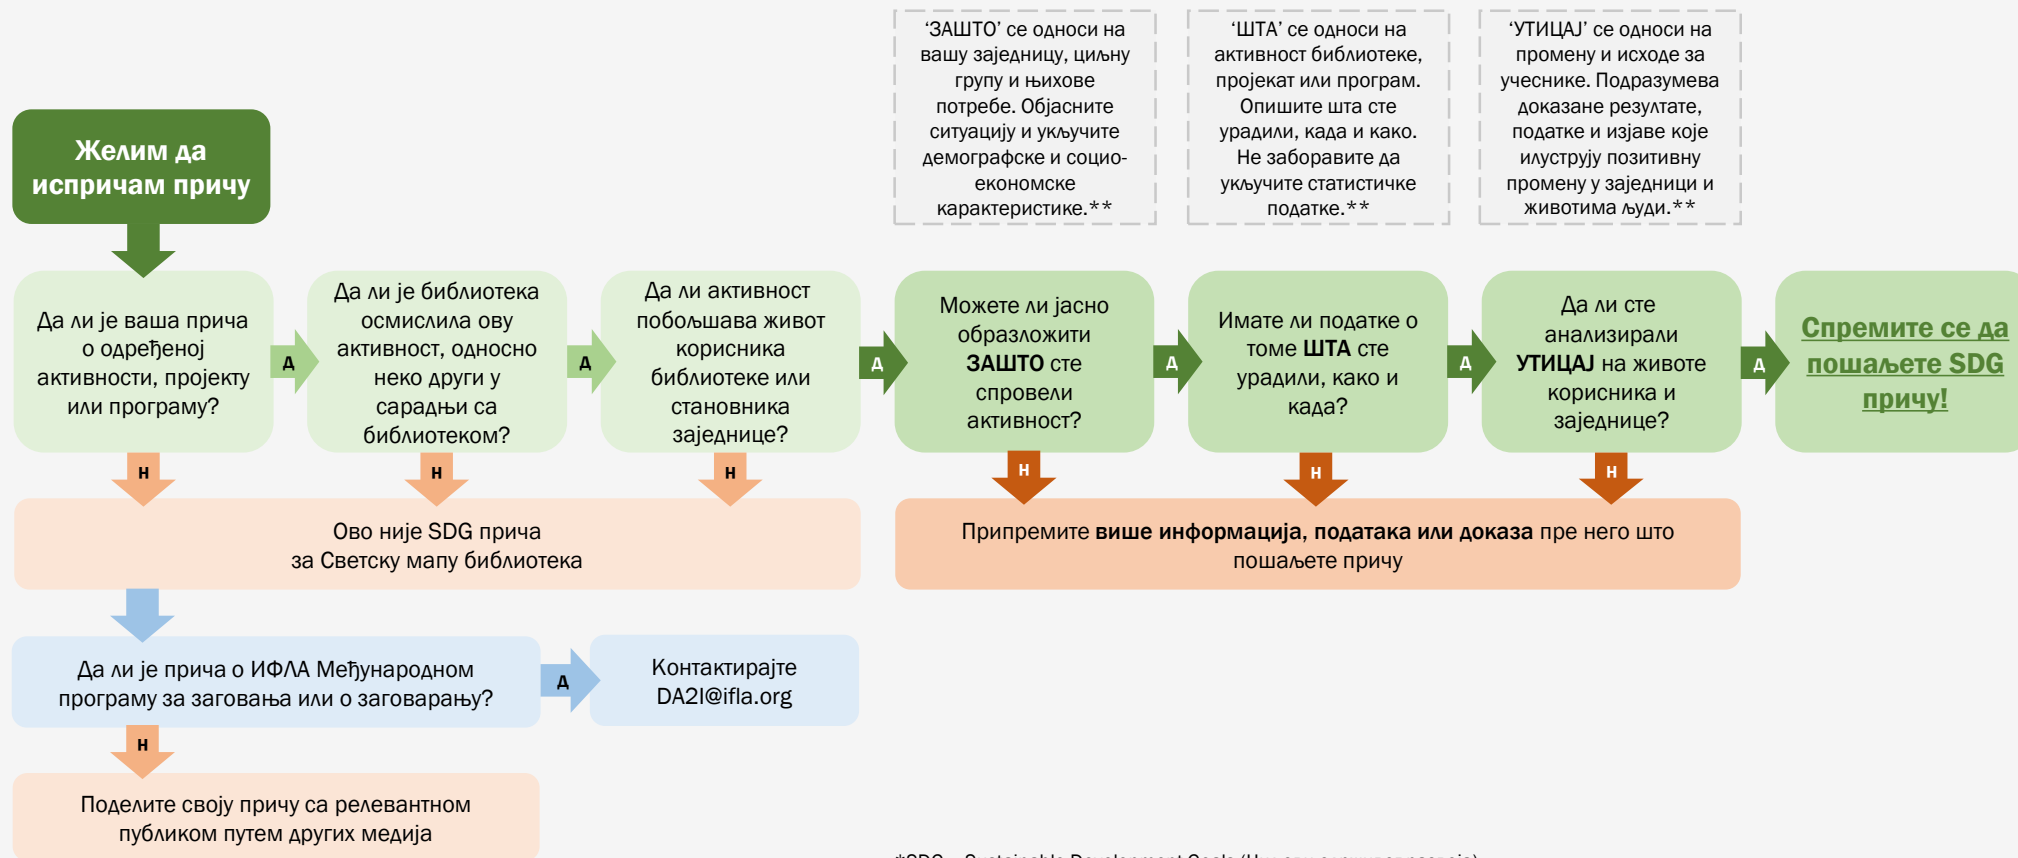 ‘ЗАШТО’ се односи на
вашу заједницу, циљну
групу и њихове
потребе. Објасните
ситуацију и укључите
демографске и социо-
економске
карактеристике.**
‘ШТА’ се односи на
активност библиотеке,
пројекат или програм.
Опишите шта сте
урадили, када и како.
Не заборавите да
укључите статистичке
податке.**
‘УТИЦАЈ’ се односи на
промену и исходе за
учеснике. Подразумева
доказане резултате,
податке и изјаве које
илуструју позитивну
промену у заједници и
животима људи.**
Желим да
испричам причу
Да ли је ваша прича
о одређеној
активности, пројекту
или програму?
Д
Да ли је библиотека
осмислила ову
активност, односно
неко други у
сарадњи са
библиотеком?
Д
Да ли активност
побољшава живот
корисника
библиотеке или
становника
заједнице?
Д
Можете ли јасно
образложити
ЗАШТО сте
спровели
активност?
Д
Имате ли податке о
томе ШТА сте
урадили, како и
када?
Д
Да ли сте
анализирали
УТИЦАЈ на животе
корисника и
заједнице?
Д
Спремите се да
пошаљете SDG
причу!
Н
Н
Н
Н
Н
Н
Ово није SDG прича
за Светску мапу библиотека
Припремите више информација, података или доказа пре него што
пошаљете причу
Да ли је прича о ИФЛА Међународном
програму за заговања или о заговарању?
Д
Контактирајте
DA2I@ifla.org
Н
Поделите своју причу са релевантном
публиком путем других медија
*SDG – Sustainable Development Goals